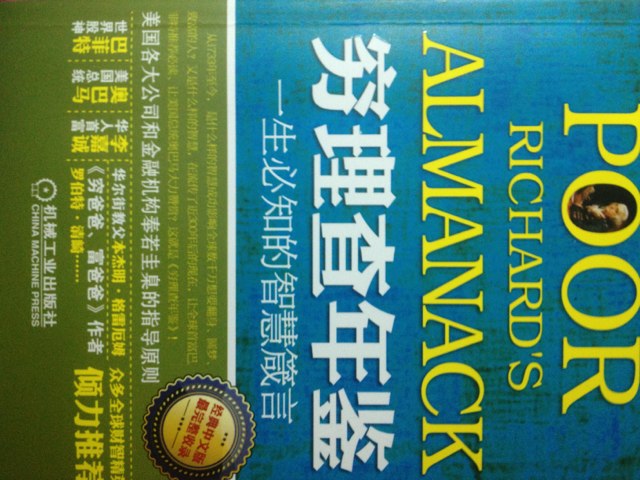 POOR
RICHARD'S
ALMANACK
穷理查年鉴
一生必知的智慧箴言
经典中文版
最完整收录
美国各大公司和金融机构奉若圭臬的指导原则
世界股神
巴菲特
美国总统
奥巴马
华人首富
李嘉诚
华尔街教父本杰明·格雷厄姆
《穷爸爸、富爸爸》作者
罗伯特·清崎……
众多全球财智精
倾力推荐
机械工业出版社
CHINA MACHINE PRESS